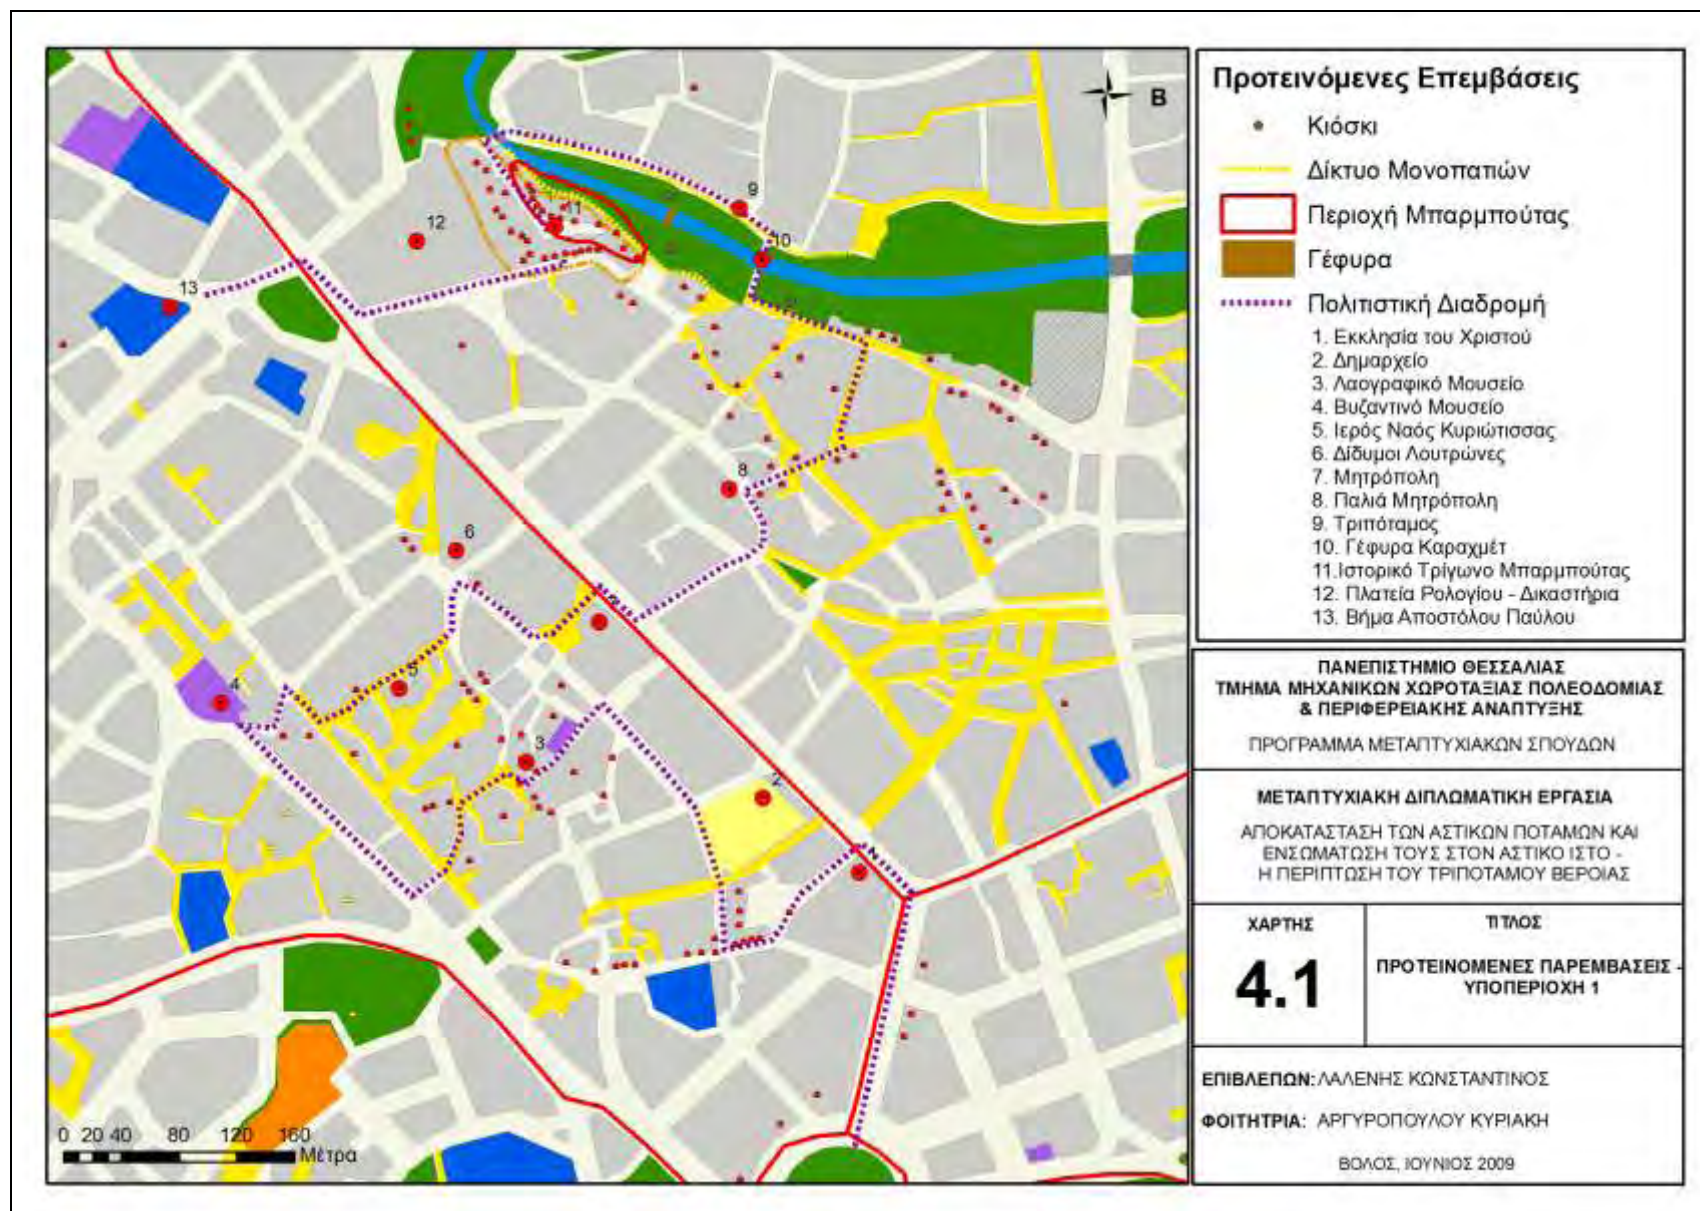 B
9
11
12
10
13
8
6
7
5
4
3
2
1
0 20 40 80 120 160
Μέτρα
Προτεινόμενες Επεμβάσεις
Κιόσκι
Δίκτυο Μονοπατιών
Περιοχή Μπαρμπούτας
Γέφυρα
Πολιτιστική Διαδρομή
1. Εκκλησία του Χριστού
2. Δημαρχείο
3. Λαογραφικό Μουσείο
4. Βυζαντινό Μουσείο
5. Ιερός Ναός Κυριώτισσας
6. Δίδυμοι Λουτρώνες
7. Μητρόπολη
8. Παλιά Μητρόπολη
9. Τριπόταμος
10. Γέφυρα Καραχμέτ
11.Ιστορικό Τρίγωνο Μπαρμπούτας
12. Πλατεία Ρολογίου - Δικαστήρια
13. Βήμα Αποστόλου Παύλου
ΠΑΝΕΠΙΣΤΗΜΙΟ ΘΕΣΣΑΛΙΑΣ
ΤΜΗΜΑ ΜΗΧΑΝΙΚΩΝ ΧΩΡΟΤΑΞΙΑΣ ΠΟΛΕΟΔΟΜΙΑΣ
& ΠΕΡΙΦΕΡΕΙΑΚΗΣ ΑΝΑΠΤΥΞΗΣ
ΠΡΟΓΡΑΜΜΑ ΜΕΤΑΠΤΥΧΙΑΚΩΝ ΣΠΟΥΔΩΝ
ΜΕΤΑΠΤΥΧΙΑΚΗ ΔΙΠΛΩΜΑΤΙΚΗ ΕΡΓΑΣΙΑ
ΑΠΟΚΑΤΑΣΤΑΣΗ ΤΩΝ ΑΣΤΙΚΩΝ ΠΟΤΑΜΩΝ ΚΑΙ
ΕΝΣΩΜΑΤΩΣΗ ΤΟΥΣ ΣΤΟΝ ΑΣΤΙΚΟ ΙΣΤΟ -
Η ΠΕΡΙΠΤΩΣΗ ΤΟΥ ΤΡΙΠΟΤΑΜΟΥ ΒΕΡΟΙΑΣ
ΧΑΡΤΗΣ
4.1
ΤΙΤΛΟΣ
ΠΡΟΤΕΙΝΟΜΕΝΕΣ ΠΑΡΕΜΒΑΣΕΙΣ -
ΥΠΟΠΕΡΙΟΧΗ 1
ΕΠΙΒΛΕΠΩΝ: ΛΑΛΕΝΗΣ ΚΩΝΣΤΑΝΤΙΝΟΣ
ΦΟΙΤΗΤΡΙΑ: ΑΡΓΥΡΟΠΟΥΛΟΥ ΚΥΡΙΑΚΗ
ΒΟΛΟΣ, ΙΟΥΝΙΟΣ 2009